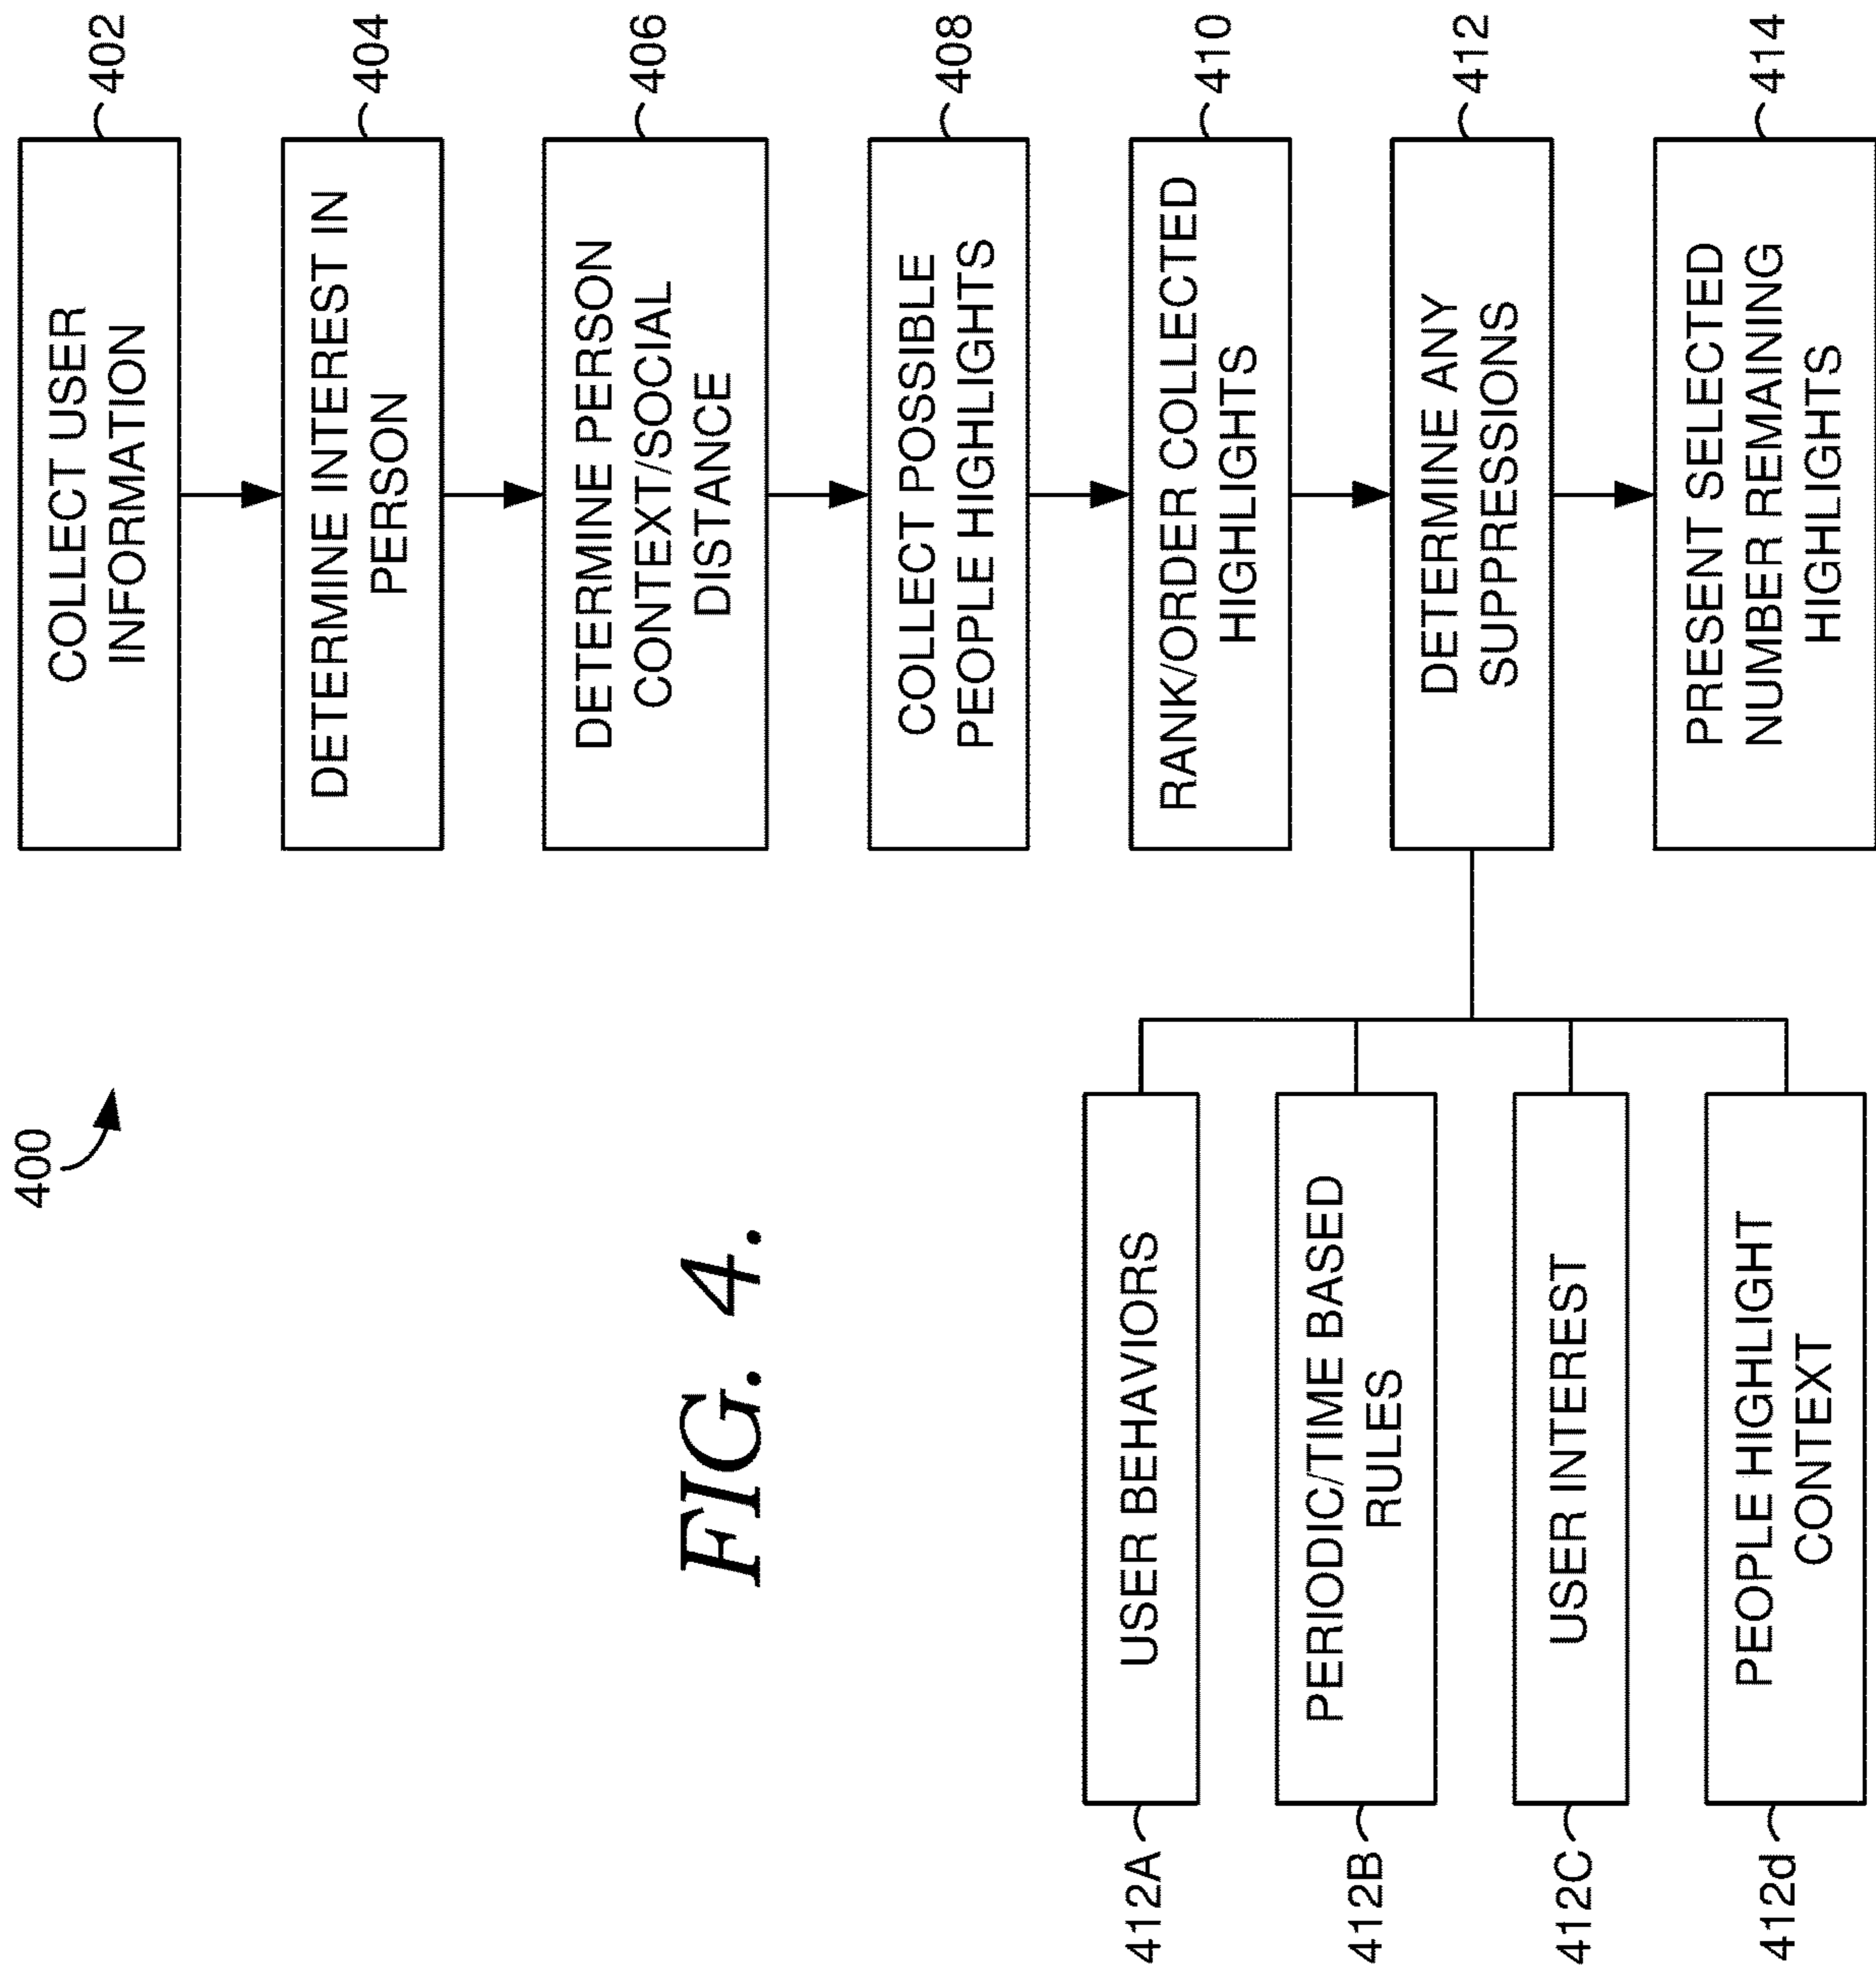 400
COLLECT USER
INFORMATION
402
DETERMINE INTEREST IN
PERSON
404
DETERMINE PERSON
CONTEXT/SOCIAL
DISTANCE
406
COLLECT POSSIBLE
PEOPLE HIGHLIGHTS
408
RANK/ORDER COLLECTED
HIGHLIGHTS
410
DETERMINE ANY
SUPPRESSIONS
412
PRESENT SELECTED
NUMBER REMAINING
HIGHLIGHTS
414
412A
USER BEHAVIORS
412B
PERIODIC/TIME BASED
RULES
412C
USER INTEREST
412d
PEOPLE HIGHLIGHT
CONTEXT
FIG. 4.